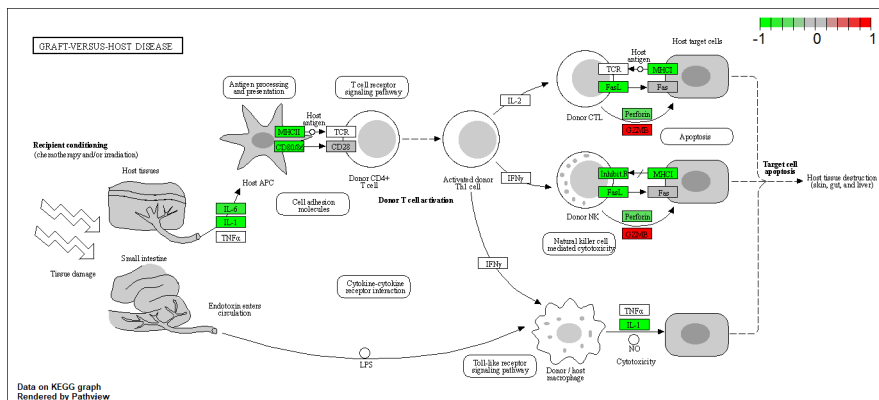 GRAFT-VERSUS-HOST DISEASE
-1 0 1
Host target cells
Host
antigen
TCR
MHCI
FasL
Fas
Donor CTL
Perforin
GZMB
Apoptosis
Antigen processing
and presentation
T cell receptor
signaling pathway
Host
antigen
MHCII
TCR
CD80/86
CD28
Host APC
Donor CD4+
T cell
IL-2
Activated donor
Th1 cell
IFNγ
Inhibit.R
MHCI
FasL
Fas
Donor NK
Perforin
GZMB
Target cell
apoptosis
Host tissue destruction
(skin, gut, and liver)
Recipient conditioning
(chemotherapy and/or irradiation)
Host tissues
IL-6
IL-1
TNFα
Cell adhesion
molecules
Donor T cell activation
Natural killer cell
mediated cytotoxicity
Tissue damage
Small intestine
Endotoxin enters
circulation
Cytokine-cytokine
receptor interaction
IFNγ
LPS
Toll-like receptor
signaling pathway
Donor / host
macrophage
TNFα
IL-1
NO
Cytotoxicity
Data on KEGG graph
Rendered by Pathview